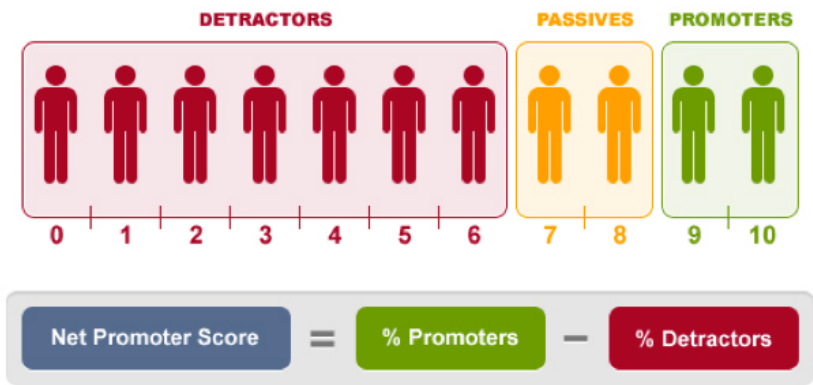 DETRACTORS PASSIVES PROMOTERS
0 1 2 3 4 5 6 7 8 9 10
Net Promoter Score = % Promoters – % Detractors